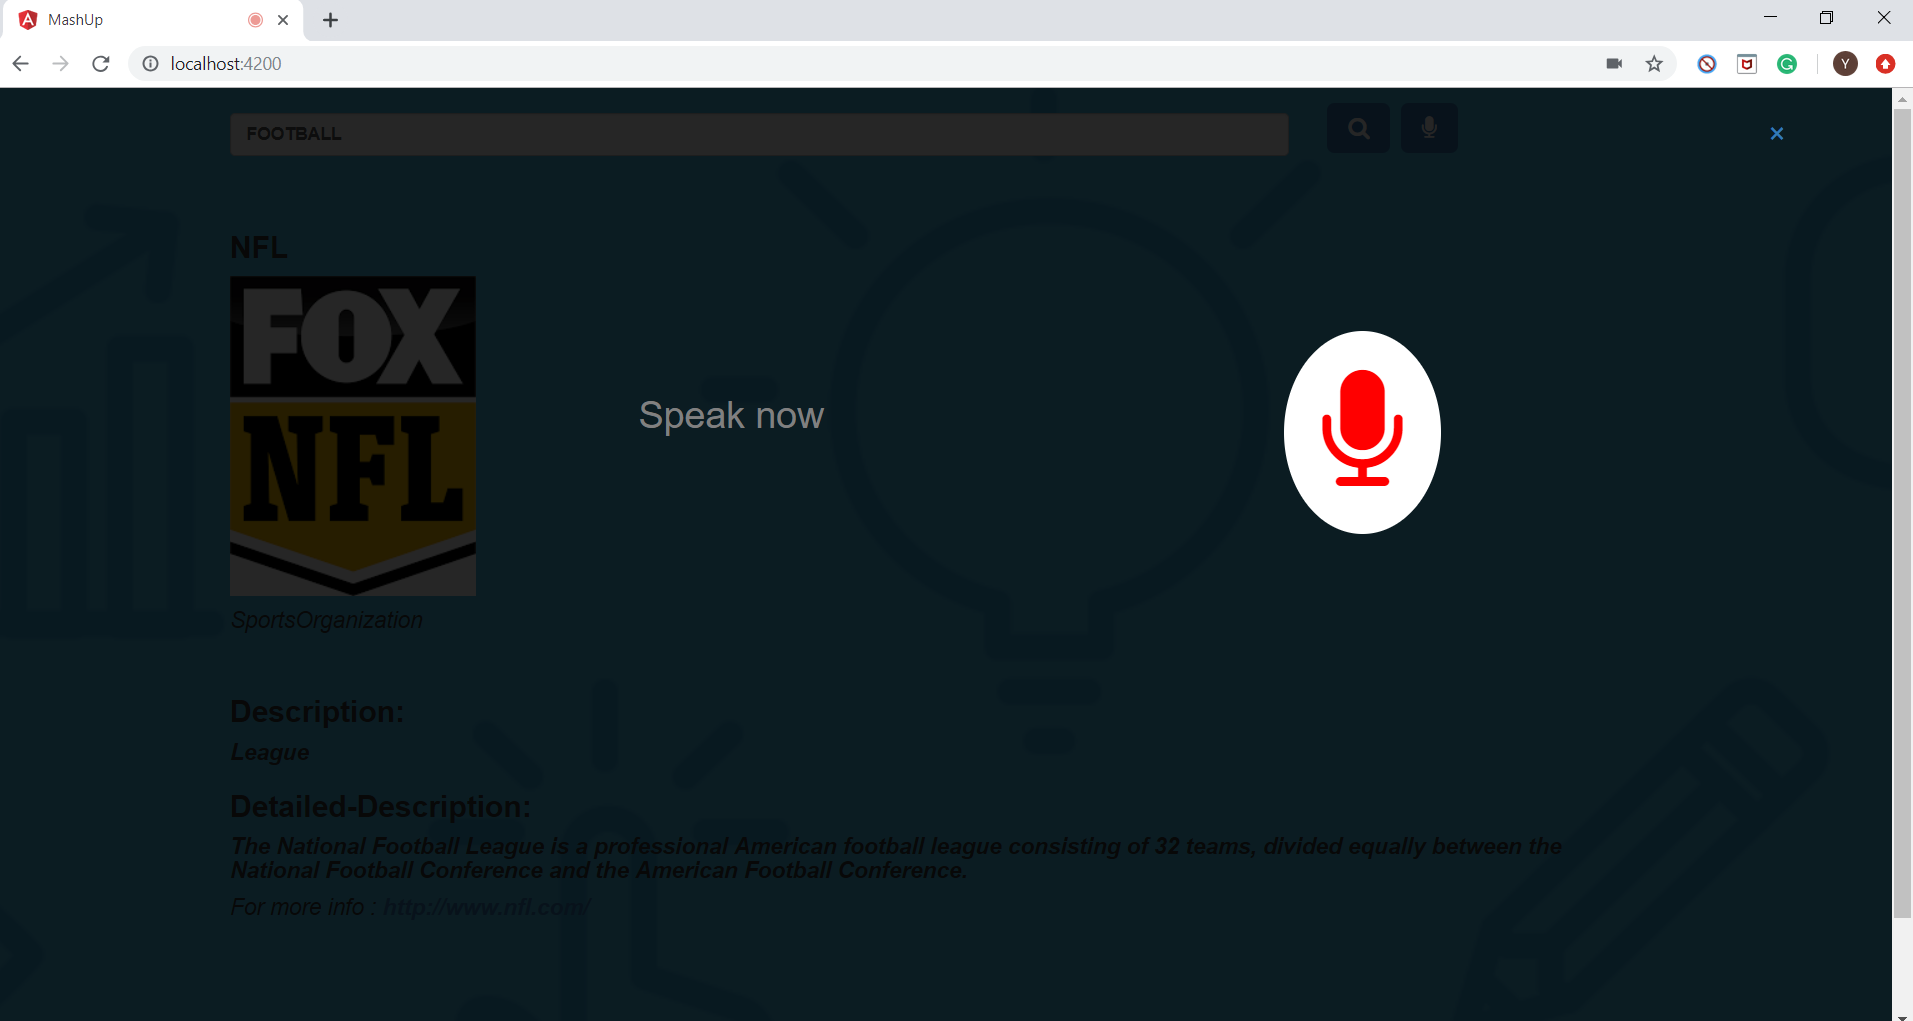 MashUp
localhost:4200
Y
FOOTBALL
NFL
FOX
NFL
Speak now
SportsOrganization
Description:
League
Detailed-Description:
The National Football League is a professional American football league consisting of 32 teams, divided equally between the
National Football Conference and the American Football Conference.
For more info : http://www.nfl.com/